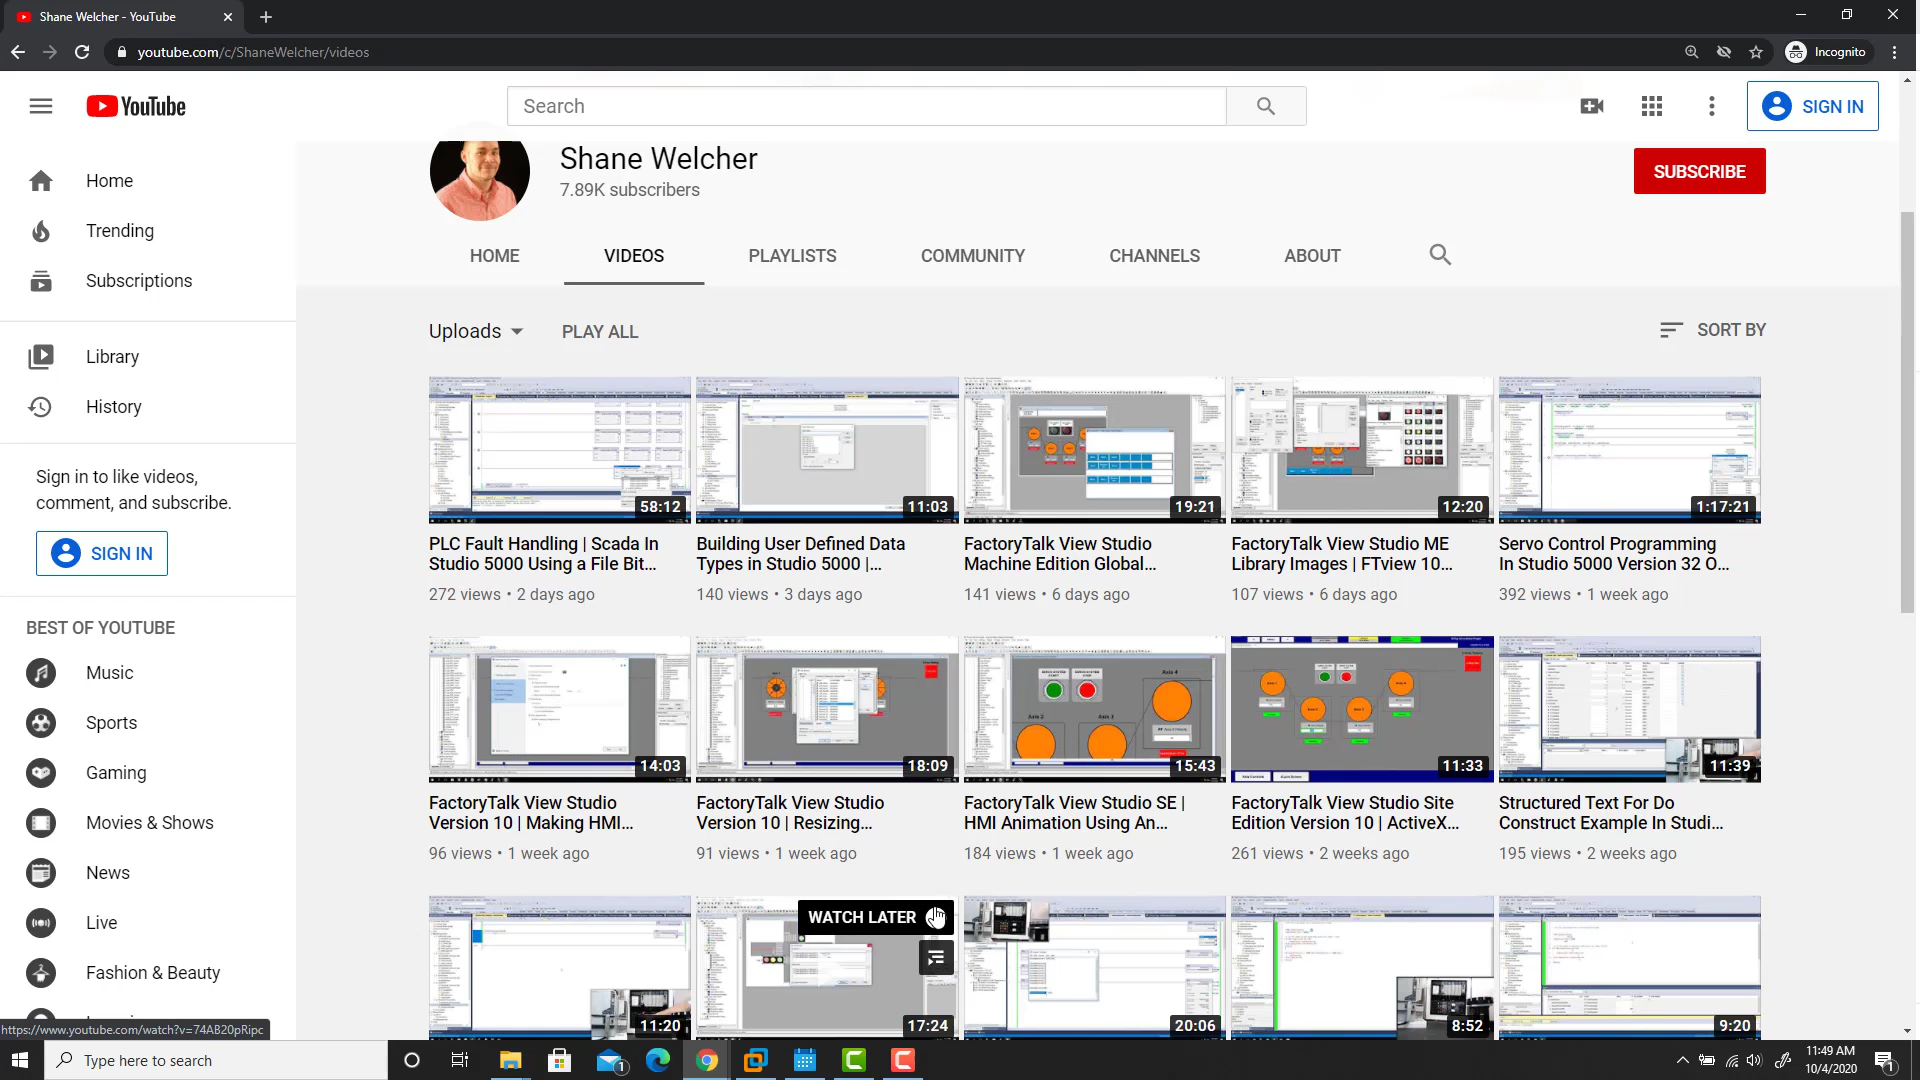 Shane Welcher - YouTube
youtube.com/c/ShaneWelcher/videos
Incognito
YouTube
Search
SIGN IN
Home
Trending
Subscriptions
Library
History
Sign in to like videos,
comment, and subscribe.
SIGN IN
BEST OF YOUTUBE
Music
Sports
Gaming
Movies & Shows
News
Live
Fashion & Beauty
Shane Welcher
7.89K subscribers
SUBSCRIBE
HOME
VIDEOS
PLAYLISTS
COMMUNITY
CHANNELS
ABOUT
Uploads
PLAY ALL
SORT BY
58:12
PLC Fault Handling | Scada In
Studio 5000 Using a File Bit...
272 views • 2 days ago
11:03
Building User Defined Data
Types in Studio 5000 |...
140 views • 3 days ago
19:21
FactoryTalk View Studio
Machine Edition Global...
141 views • 6 days ago
12:20
FactoryTalk View Studio ME
Library Images | FTview 10...
107 views • 6 days ago
1:17:21
Servo Control Programming
In Studio 5000 Version 32 O...
392 views • 1 week ago
14:03
FactoryTalk View Studio
Version 10 | Making HMI...
96 views • 1 week ago
18:09
FactoryTalk View Studio
Version 10 | Resizing...
91 views • 1 week ago
Axis 4
Axis 2
Axis 3
15:43
FactoryTalk View Studio SE |
HMI Animation Using An...
184 views • 1 week ago
11:33
FactoryTalk View Studio Site
Edition Version 10 | ActiveX...
261 views • 2 weeks ago
11:39
Structured Text For Do
Construct Example In Studi...
195 views • 2 weeks ago
11:20
WATCH LATER
17:24
20:06
8:52
9:20
https://www.youtube.com/watch?v=74AB20pRipc
Type here to search
1
11:49 AM
10/4/2020
1